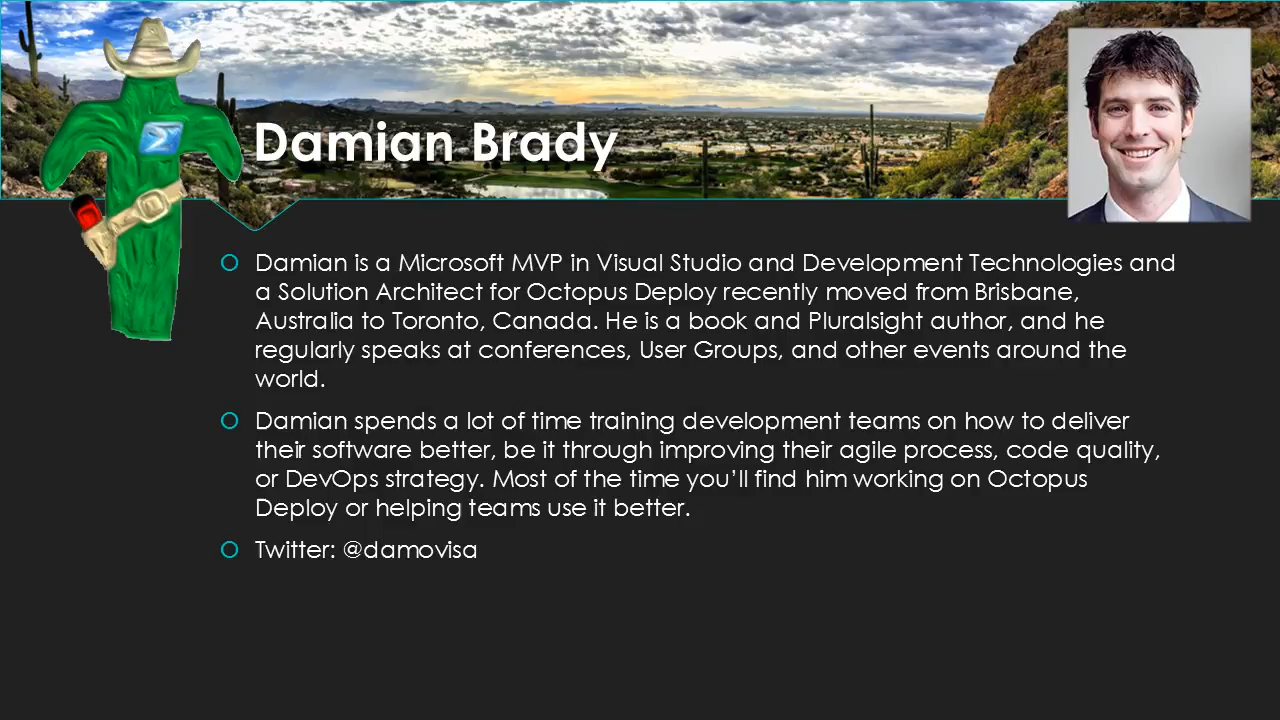 Damian Brady
Damian is a Microsoft MVP in Visual Studio and Development Technologies and
a Solution Architect for Octopus Deploy recently moved from Brisbane,
Australia to Toronto, Canada. He is a book and Pluralsight author, and he
regularly speaks at conferences, User Groups, and other events around the
world.
Damian spends a lot of time training development teams on how to deliver
their software better, be it through improving their agile process, code quality,
or DevOps strategy. Most of the time you’ll find him working on Octopus
Deploy or helping teams use it better.
Twitter: @damovisa